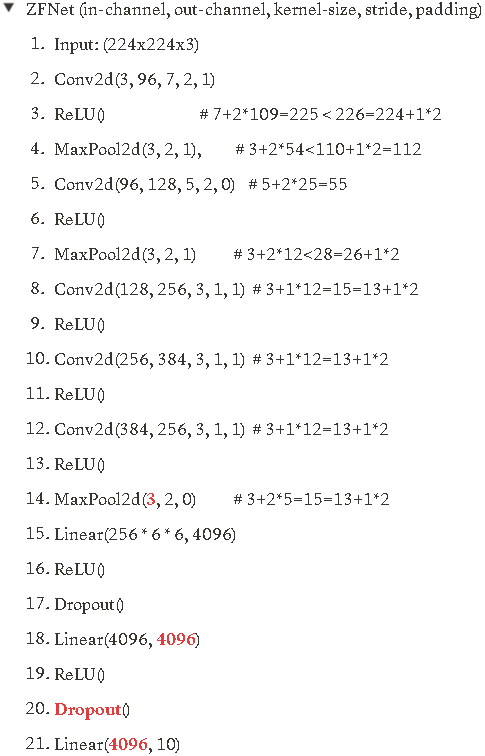 ▼ ZFNet (in-channel, out-channel, kernel-size, stride, padding)
1. Input: (224x224x3)
2. Conv2d(3, 96, 7, 2, 1)
3. ReLU() # 7+2*109=225 < 226=224+1*2
4. MaxPool2d(3, 2, 1), # 3+2*54<110+1*2=112
5. Conv2d(96, 128, 5, 2, 0) # 5+2*25=55
6. ReLU()
7. MaxPool2d(3, 2, 1) # 3+2*12<28=26+1*2
8. Conv2d(128, 256, 3, 1, 1) # 3+1*12=15=13+1*2
9. ReLU()
10. Conv2d(256, 384, 3, 1, 1) # 3+1*12=13+1*2
11. ReLU()
12. Conv2d(384, 256, 3, 1, 1) # 3+1*12=13+1*2
13. ReLU()
14. MaxPool2d(3, 2, 0) # 3+2*5=15=13+1*2
15. Linear(256 * 6 * 6, 4096)
16. ReLU()
17. Dropout()
18. Linear(4096, 4096)
19. ReLU()
20. Dropout()
21. Linear(4096, 10)